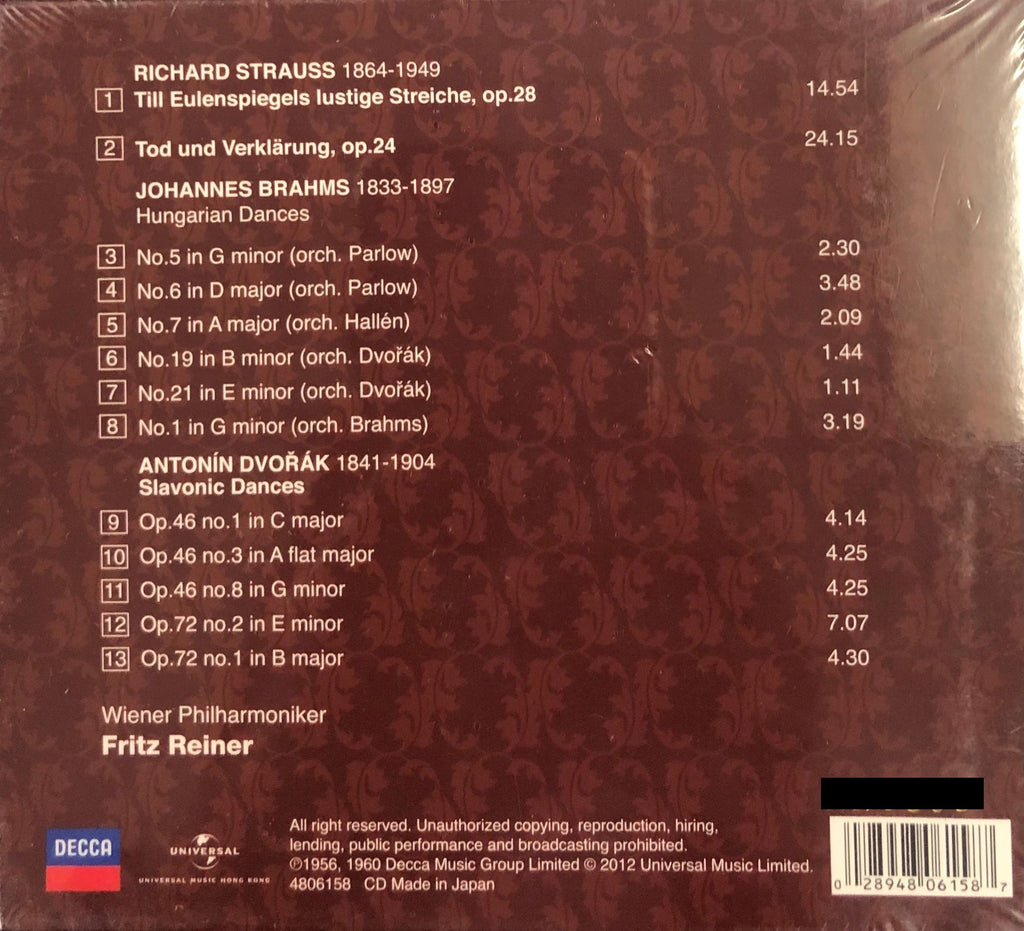 RICHARD STRAUSS 1864-1949
1 Till Eulenspiegels lustige Streiche, op.28 14.54
2 Tod und Verklärung, op.24 24.15
JOHANNES BRAHMS 1833-1897
Hungarian Dances
3 No.5 in G minor (orch. Parlow) 2.30
4 No.6 in D major (orch. Parlow) 3.48
5 No.7 in A major (orch. Hallén) 2.09
6 No.19 in B minor (orch. Dvořák) 1.44
7 No.21 in E minor (orch. Dvořák) 1.11
8 No.1 in G minor (orch. Brahms) 3.19
ANTONÍN DVOŘÁK 1841-1904
Slavonic Dances
9 Op.46 no.1 in C major 4.14
10 Op.46 no.3 in A flat major 4.25
11 Op.46 no.8 in G minor 4.25
12 Op.72 no.2 in E minor 7.07
13 Op.72 no.1 in B major 4.30
Wiener Philharmoniker
Fritz Reiner
DECCA
UNIVERSAL
UNIVERSAL MUSIC HONG KONG
All right reserved. Unauthorized copying, reproduction, hiring,
lending, public performance and broadcasting prohibited.
℗1956, 1960 Decca Music Group Limited © 2012 Universal Music Limited.
4806158 CD Made in Japan
0 28948 06158 7